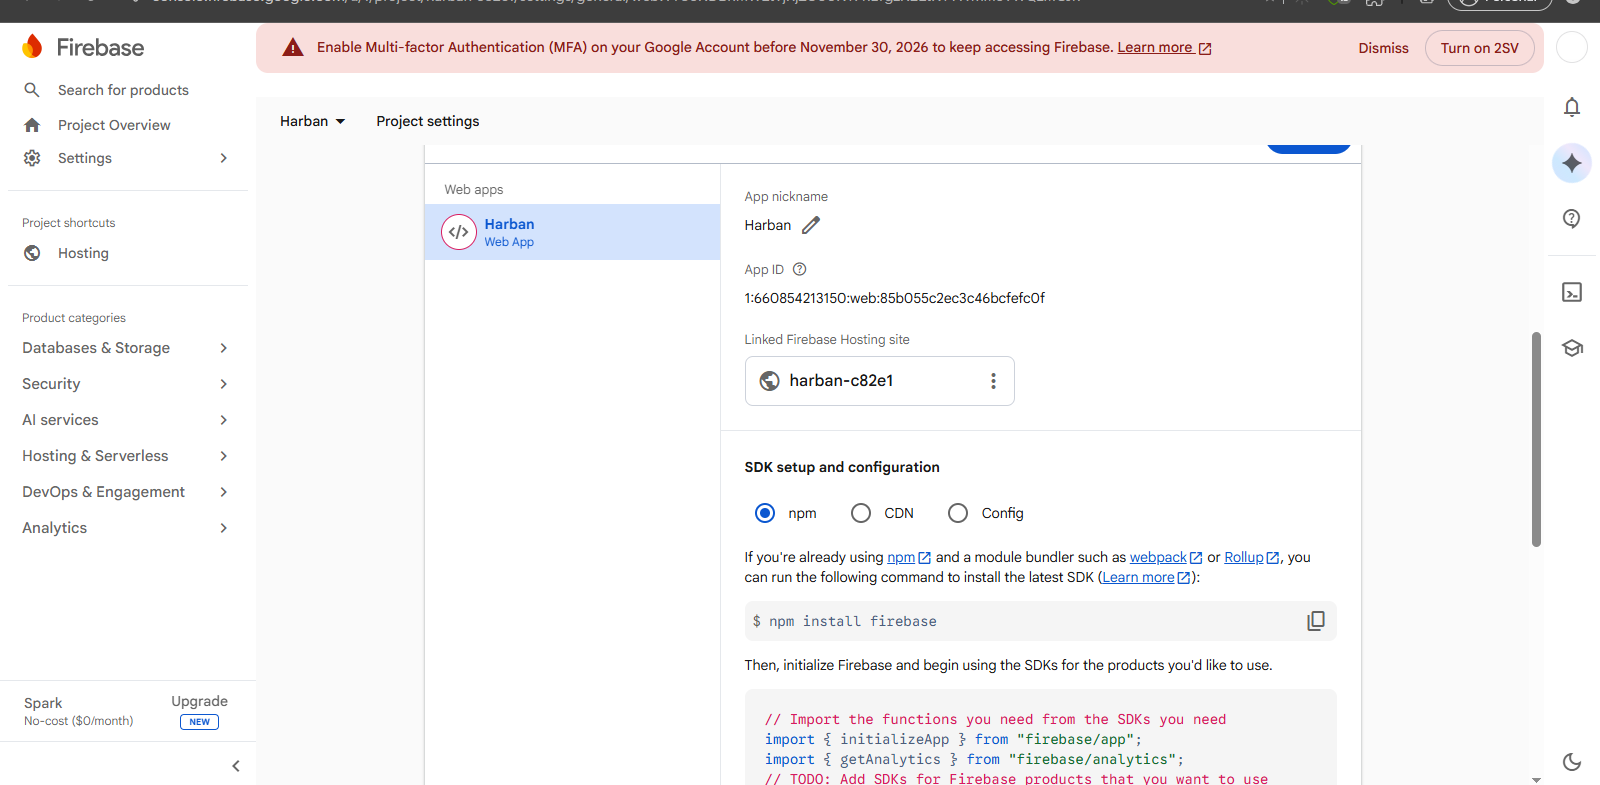 Firebase
Search for products
Project Overview
Settings
Project shortcuts
Hosting
Product categories
Databases & Storage
Security
AI services
Hosting & Serverless
DevOps & Engagement
Analytics
Spark
No-cost ($0/month)
Upgrade
NEW
Enable Multi-factor Authentication (MFA) on your Google Account before November 30, 2026 to keep accessing Firebase. Learn more
Dismiss
Turn on 2SV
Harban
Project settings
Web apps
Harban
Web App
App nickname
Harban
App ID
1:660854213150:web:85b055c2ec3c46bcfefc0f
Linked Firebase Hosting site
harban-c82e1
SDK setup and configuration
npm CDN Config
If you're already using npm and a module bundler such as webpack or Rollup, you
can run the following command to install the latest SDK (Learn more):
$ npm install firebase
Then, initialize Firebase and begin using the SDKs for the products you'd like to use.
// Import the functions you need from the SDKs you need
import { initializeApp } from "firebase/app";
import { getAnalytics } from "firebase/analytics";
// TODO: Add SDKs for Firebase products that you want to use